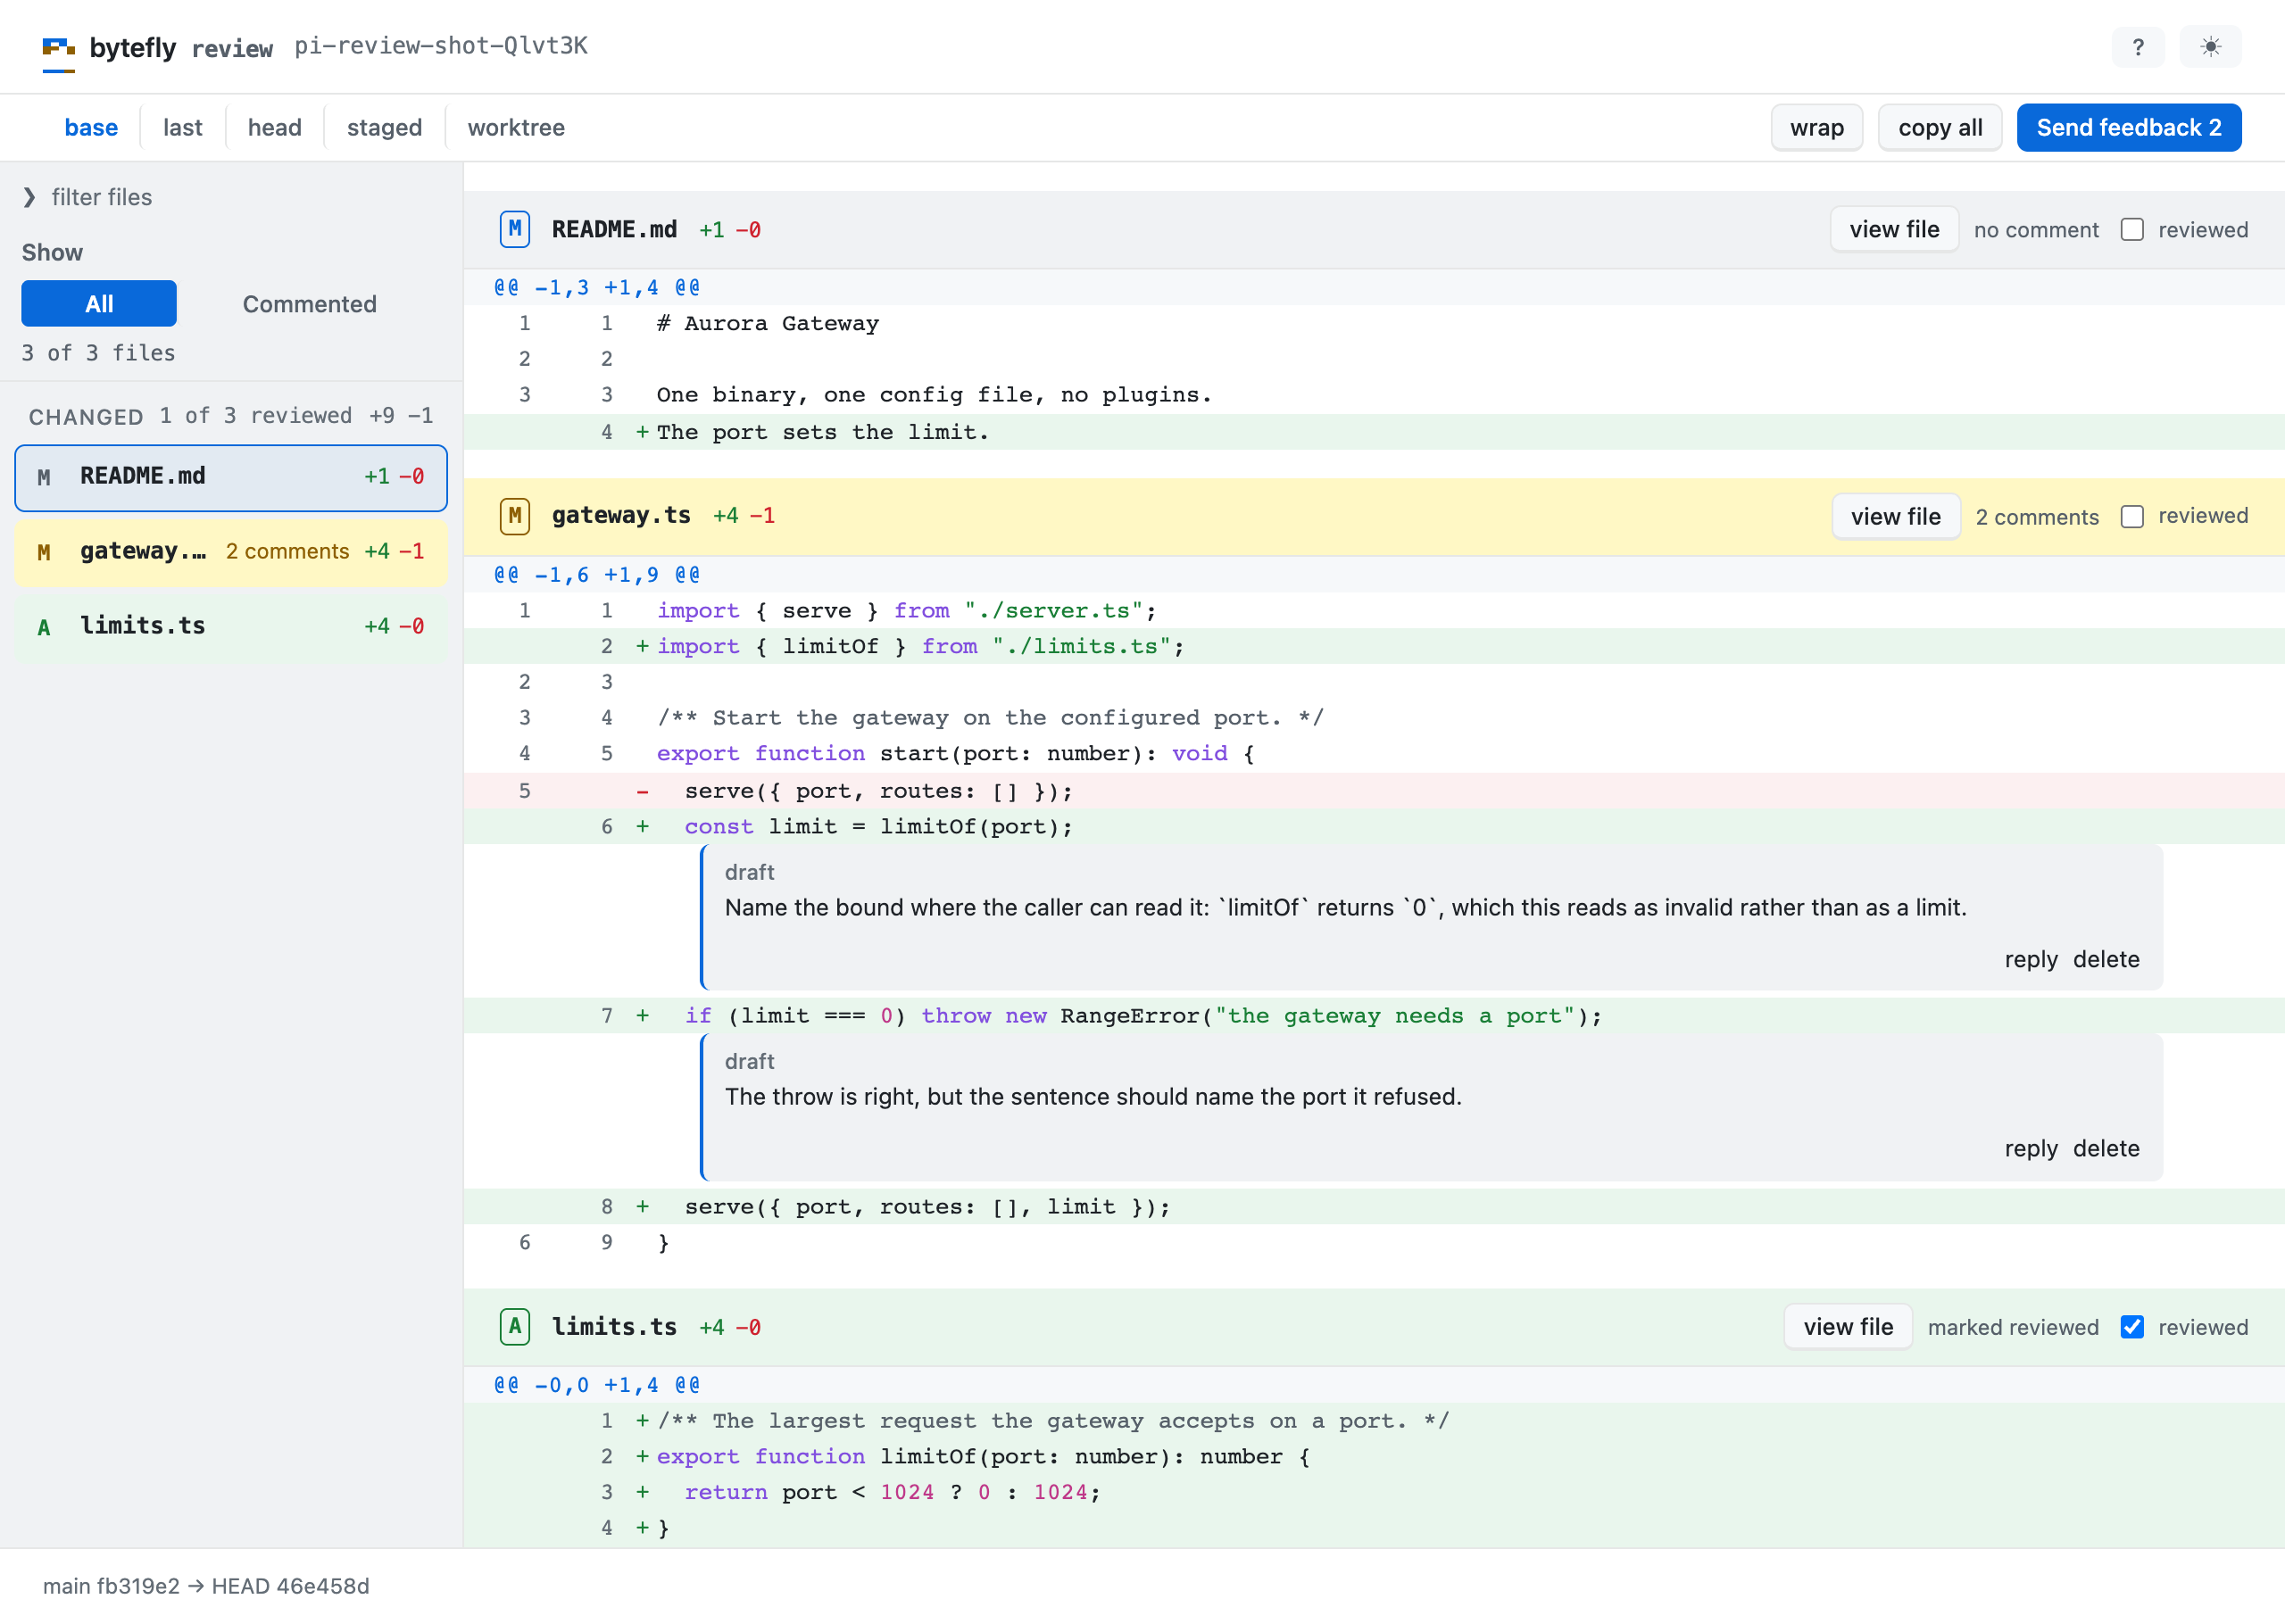 bytefly review pi-review-shot-Qlvt3K ? ☀
base last head staged worktree wrap copy all Send feedback 2
❯ filter files
Show
All Commented
3 of 3 files
CHANGED 1 of 3 reviewed +9 −1
M README.md +1 −0
M gateway.… 2 comments +4 −1
A limits.ts +4 −0
M README.md +1 −0 view file no comment reviewed
@@ -1,3 +1,4 @@
1 1 # Aurora Gateway
2 2
3 3 One binary, one config file, no plugins.
4 + The port sets the limit.
M gateway.ts +4 −1 view file 2 comments reviewed
@@ -1,6 +1,9 @@
1 1 import { serve } from "./server.ts";
2 + import { limitOf } from "./limits.ts";
2 3
3 4 /** Start the gateway on the configured port. */
4 5 export function start(port: number): void {
5 − serve({ port, routes: [] });
6 + const limit = limitOf(port);
draft
Name the bound where the caller can read it: `limitOf` returns `0`, which this reads as invalid rather than as a limit.
reply delete
7 + if (limit === 0) throw new RangeError("the gateway needs a port");
draft
The throw is right, but the sentence should name the port it refused.
reply delete
8 + serve({ port, routes: [], limit });
6 9 }
A limits.ts +4 −0 view file marked reviewed reviewed
@@ -0,0 +1,4 @@
1 + /** The largest request the gateway accepts on a port. */
2 + export function limitOf(port: number): number {
3 + return port < 1024 ? 0 : 1024;
4 + }
main fb319e2 → HEAD 46e458d